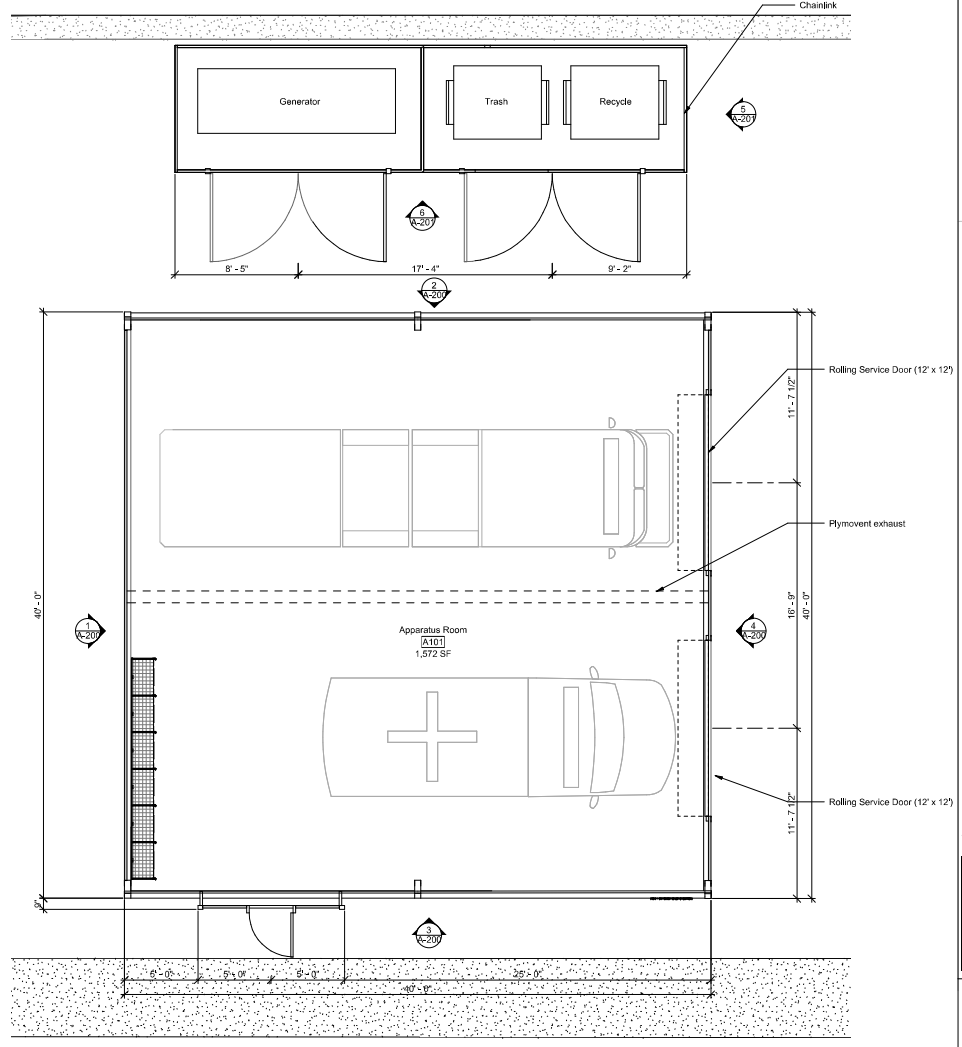 Chainlink
Generator
Trash
Recycle
5
A-201
6
A-201
8' - 5"
17' - 4"
9' - 2"
2
A-200
Rolling Service Door (12' x 12')
11' - 7 1/2"
Plymovent exhaust
40' - 0"
16' - 9"
40' - 0"
1
A-200
Apparatus Room
A101
1,572 SF
4
A-200
Rolling Service Door (12' x 12')
11' - 7 1/2"
9"
3
A-200
5' - 0"
5' - 0"
5' - 0"
25' - 0"
40' - 0"